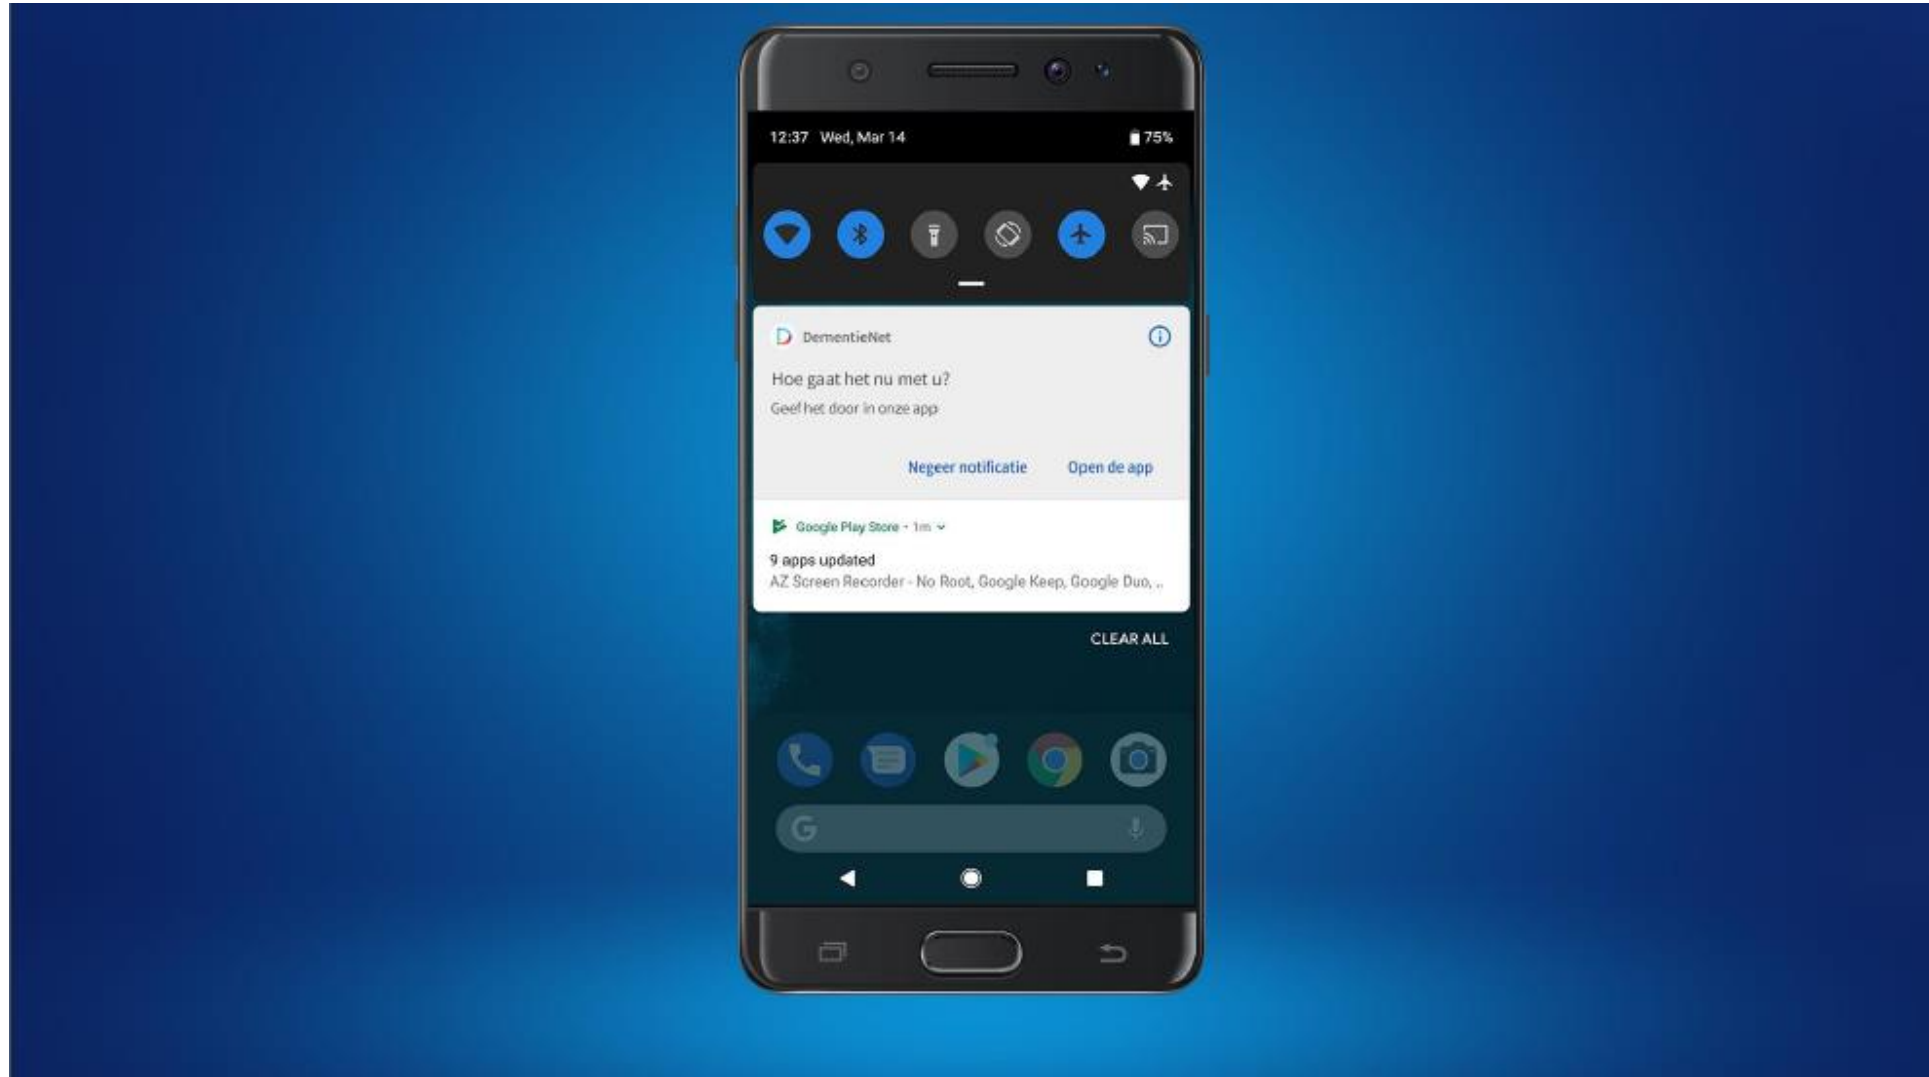 12:37 Wed, Mar 14 75%
DementieNet
Hoe gaat het nu met u?
Geef het door in onze app
Negeer notificatie Open de app
Google Play Store • 1m
9 apps updated
AZ Screen Recorder - No Root, Google Keep, Google Duo, ..
CLEAR ALL
G